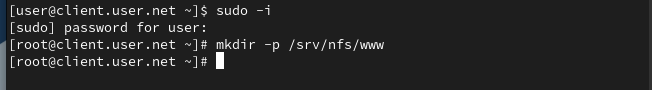 [user@client.user.net ~]$ sudo -i
[sudo] password for user:
[root@client.user.net ~]# mkdir -p /srv/nfs/www
[root@client.user.net ~]#